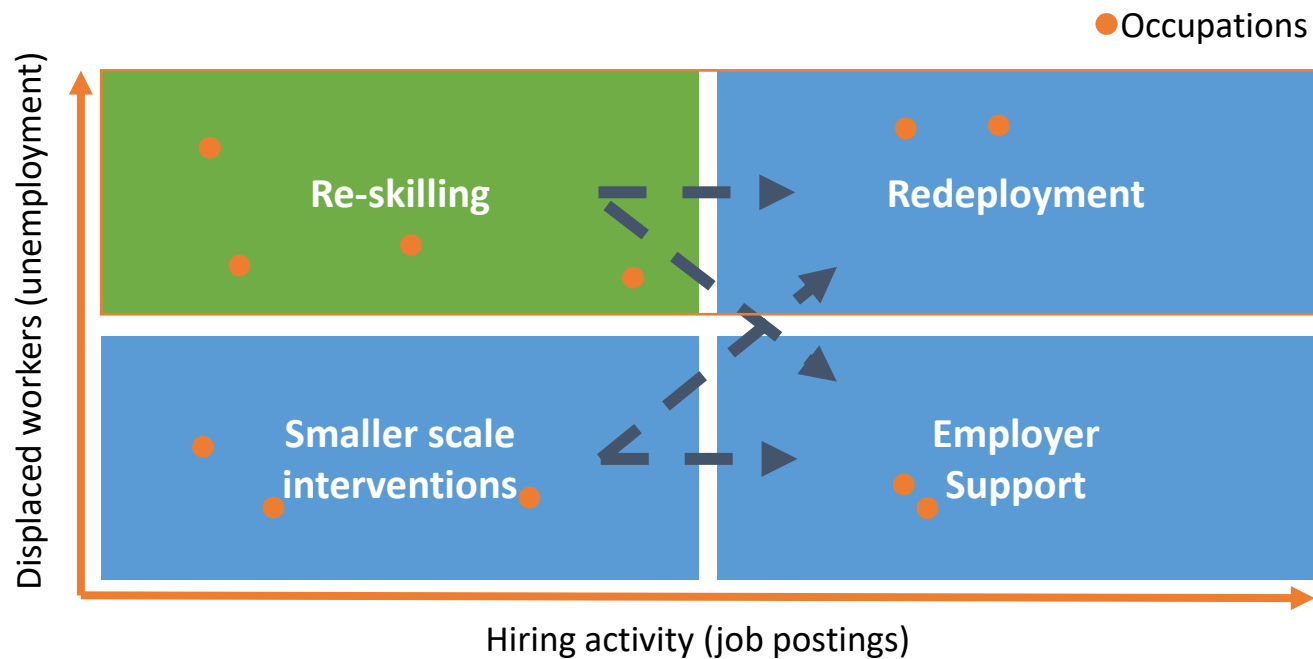 Occupations
Displaced workers (unemployment)
Re-skilling
Redeployment
Smaller scale
interventions
Employer
Support
Hiring activity (job postings)